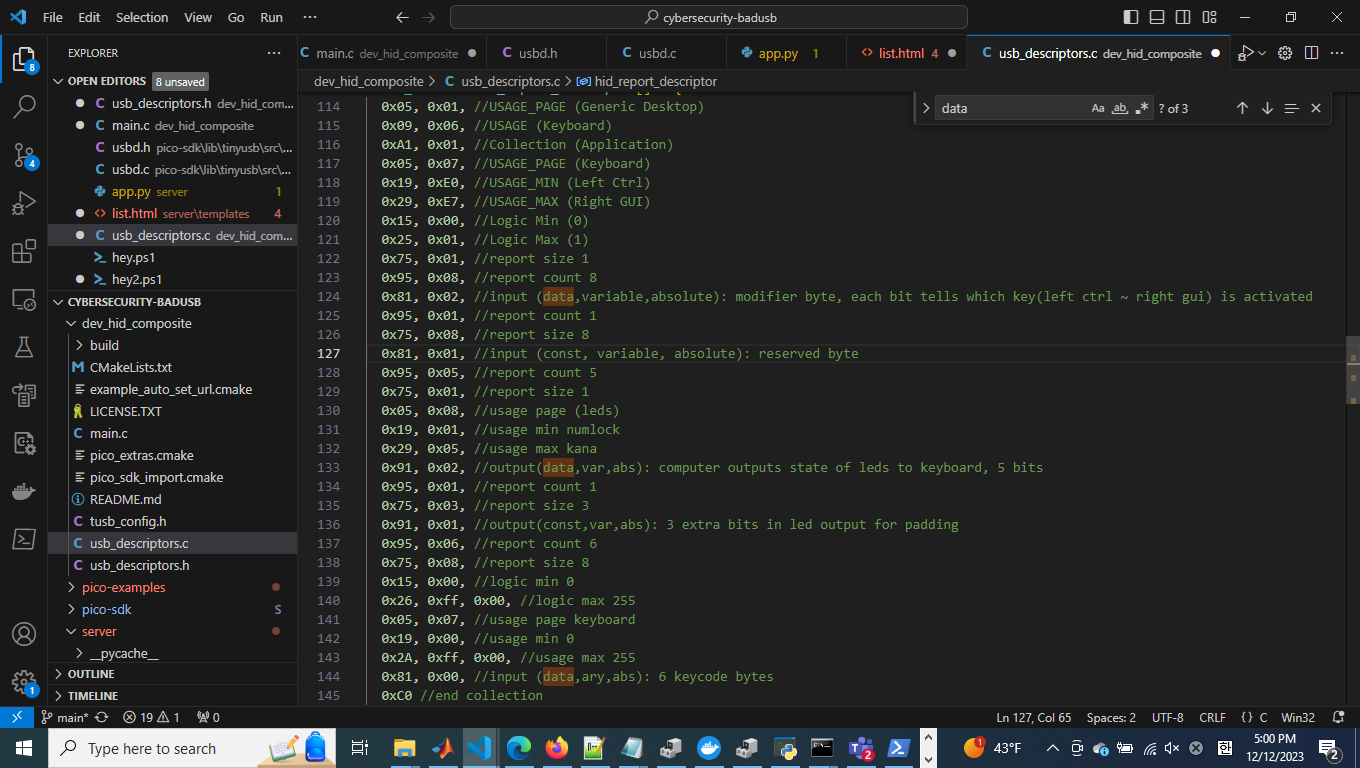 File Edit Selection View Go Run ···
cybersecurity-badusb
EXPLORER ···
OPEN EDITORS 8 unsaved
usb_descriptors.h dev_hid_com...
main.c dev_hid_composite
usbd.h pico-sdk\lib\tinyusb\src\...
usbd.c pico-sdk\lib\tinyusb\src\...
app.py server 1
list.html server\templates 4
usb_descriptors.c dev_hid_com...
hey.ps1
hey2.ps1
CYBERSECURITY-BADUSB
dev_hid_composite
build
CMakeLists.txt
example_auto_set_url.cmake
LICENSE.TXT
main.c
pico_extras.cmake
pico_sdk_import.cmake
README.md
tusb_config.h
usb_descriptors.c
usb_descriptors.h
pico-examples
pico-sdk S
server
__pycache__
OUTLINE
TIMELINE
8
4
1
main.c dev_hid_composite
usbd.h
usbd.c
app.py 1
list.html 4
usb_descriptors.c dev_hid_composite
dev_hid_composite > C usb_descriptors.c > hid_report_descriptor
data Aa ab .* ? of 3
114 0x05, 0x01, //USAGE_PAGE (Generic Desktop)
115 0x09, 0x06, //USAGE (Keyboard)
116 0xA1, 0x01, //Collection (Application)
117 0x05, 0x07, //USAGE_PAGE (Keyboard)
118 0x19, 0xE0, //USAGE_MIN (Left Ctrl)
119 0x29, 0xE7, //USAGE_MAX (Right GUI)
120 0x15, 0x00, //Logic Min (0)
121 0x25, 0x01, //Logic Max (1)
122 0x75, 0x01, //report size 1
123 0x95, 0x08, //report count 8
124 0x81, 0x02, //input (data,variable,absolute): modifier byte, each bit tells which key(left ctrl ~ right gui) is activated
125 0x95, 0x01, //report count 1
126 0x75, 0x08, //report size 8
127 0x81, 0x01, //input (const, variable, absolute): reserved byte
128 0x95, 0x05, //report count 5
129 0x75, 0x01, //report size 1
130 0x05, 0x08, //usage page (leds)
131 0x19, 0x01, //usage min numlock
132 0x29, 0x05, //usage max kana
133 0x91, 0x02, //output(data,var,abs): computer outputs state of leds to keyboard, 5 bits
134 0x95, 0x01, //report count 1
135 0x75, 0x03, //report size 3
136 0x91, 0x01, //output(const,var,abs): 3 extra bits in led output for padding
137 0x95, 0x06, //report count 6
138 0x75, 0x08, //report size 8
139 0x15, 0x00, //logic min 0
140 0x26, 0xff, 0x00, //logic max 255
141 0x05, 0x07, //usage page keyboard
142 0x19, 0x00, //usage min 0
143 0x2A, 0xff, 0x00, //usage max 255
144 0x81, 0x00, //input (data,ary,abs): 6 keycode bytes
145 0xC0 //end collection
main* 19 1 0
Ln 127, Col 65 Spaces: 2 UTF-8 CRLF {} C Win32
Type here to search
2
1
43°F
한
5:00 PM
12/12/2023
2